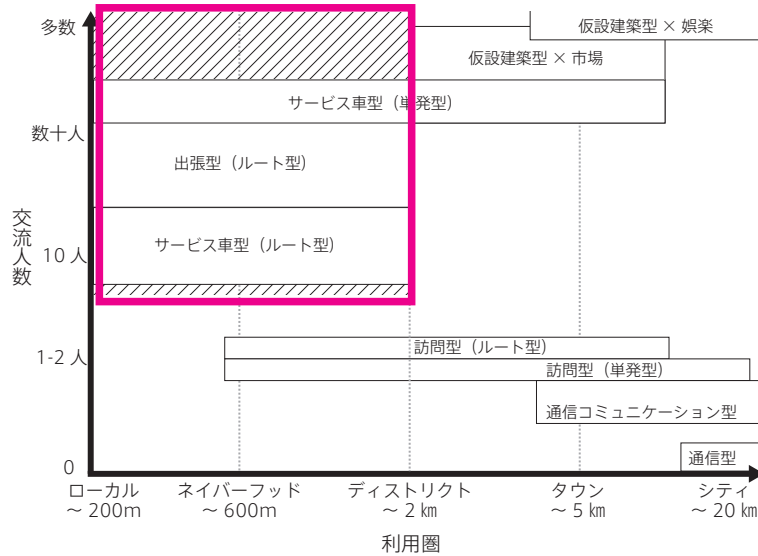 多数
仮設建築型 × 娯楽
仮設建築型 × 市場
サービス車型（単発型）
数十人
出張型（ルート型）
交流人数
サービス車型（ルート型）
10 人
訪問型（ルート型）
1-2 人
訪問型（単発型）
通信コミュニケーション型
通信型
0
ローカル
～ 200m
ネイバーフッド
～ 600m
ディストリクト
～ 2 ㎞
タウン
～ 5 ㎞
シティ
～ 20 ㎞
利用圏